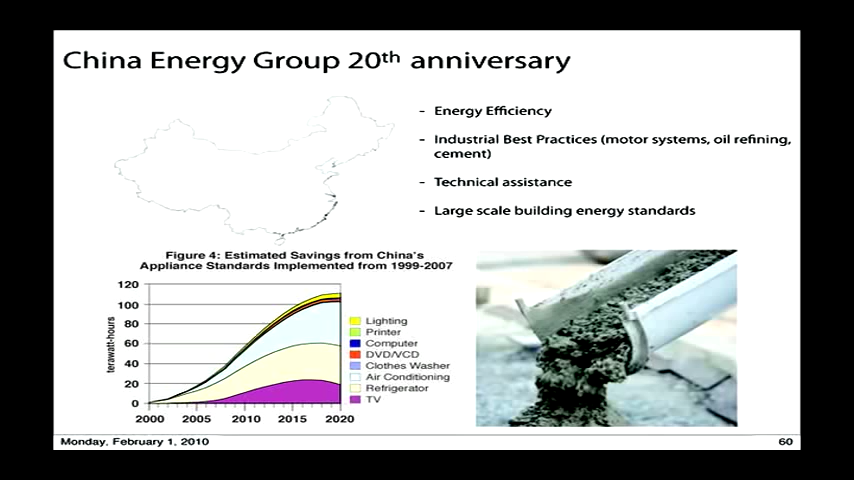 China Energy Group 20th anniversary
- Energy Efficiency
- Industrial Best Practices (motor systems, oil refining,
cement)
- Technical assistance
- Large scale building energy standards
Figure 4: Estimated Savings from China's
Appliance Standards Implemented from 1999-2007
120
100
80
60
40
20
0
terawatt-hours
2000 2005 2010 2015 2020
Lighting
Printer
Computer
DVD/VCD
Clothes Washer
Air Conditioning
Refrigerator
TV
Monday, February 1, 2010
60